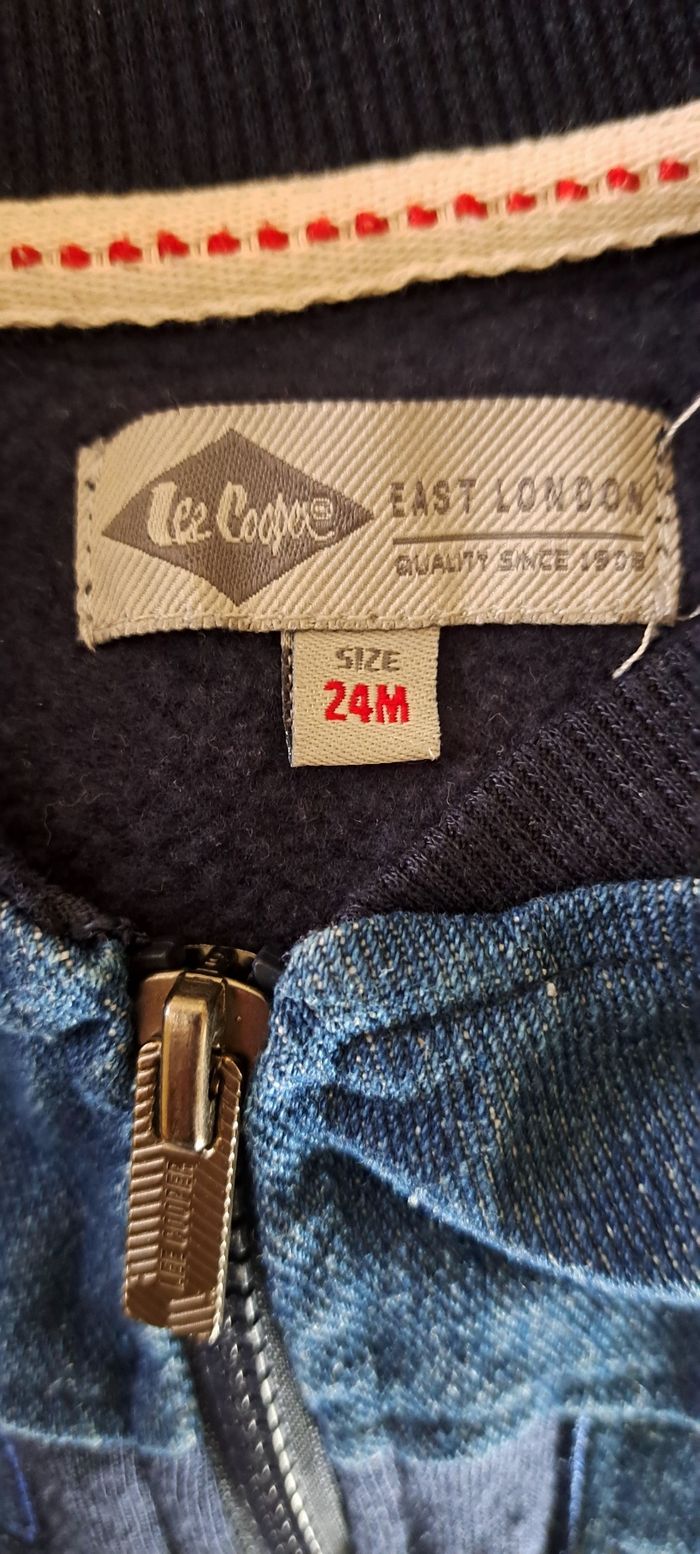 Lee Cooper®
EAST LONDON
QUALITY SINCE 1908
SIZE
24M
LEE COOPER